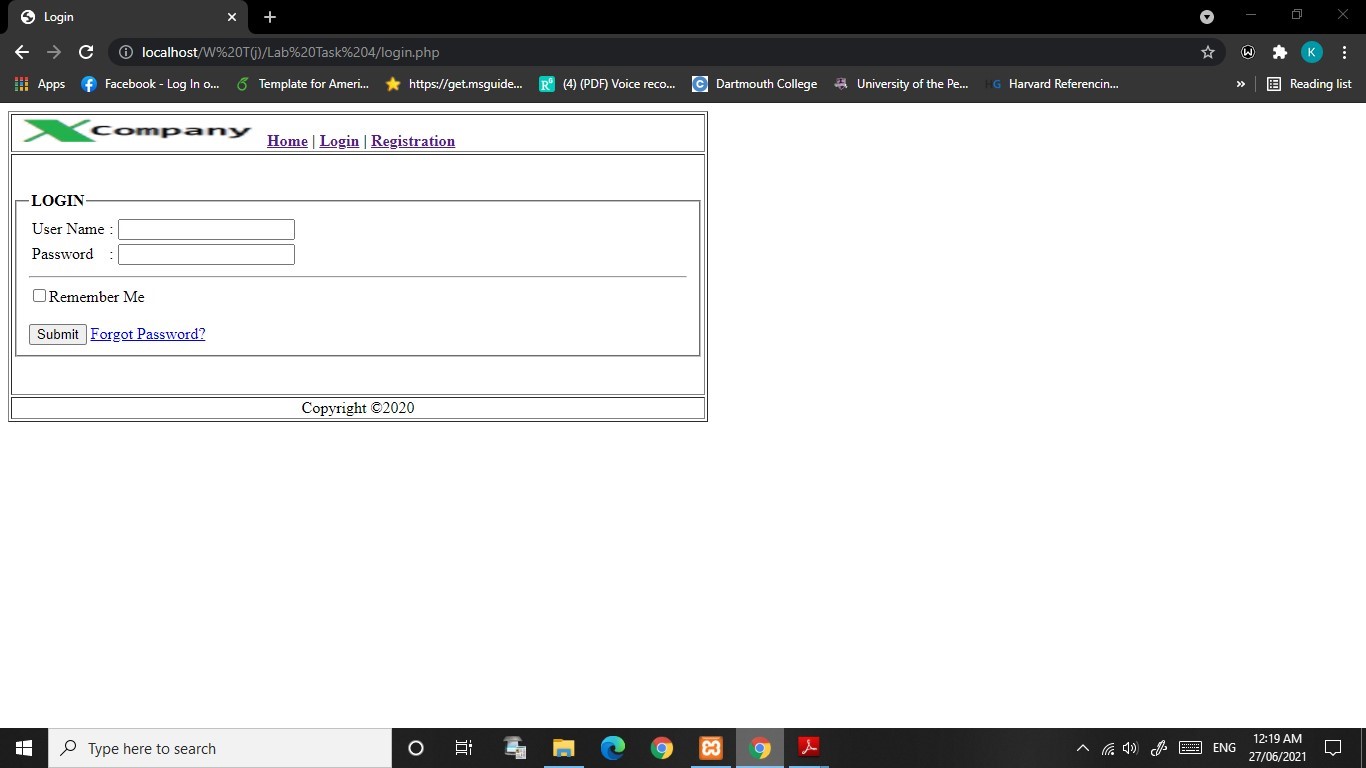 Login
localhost/W%20T(j)/Lab%20Task%204/login.php
K
Apps Facebook - Log In o... Template for Ameri... https://get.msguide... (4) (PDF) Voice reco... Dartmouth College University of the Pe... HG Harvard Referencin... » Reading list
X Company Home | Login | Registration
LOGIN
User Name :
Password :
Remember Me
Submit Forgot Password?
Copyright ©2020
Type here to search
ENG
12:19 AM
27/06/2021